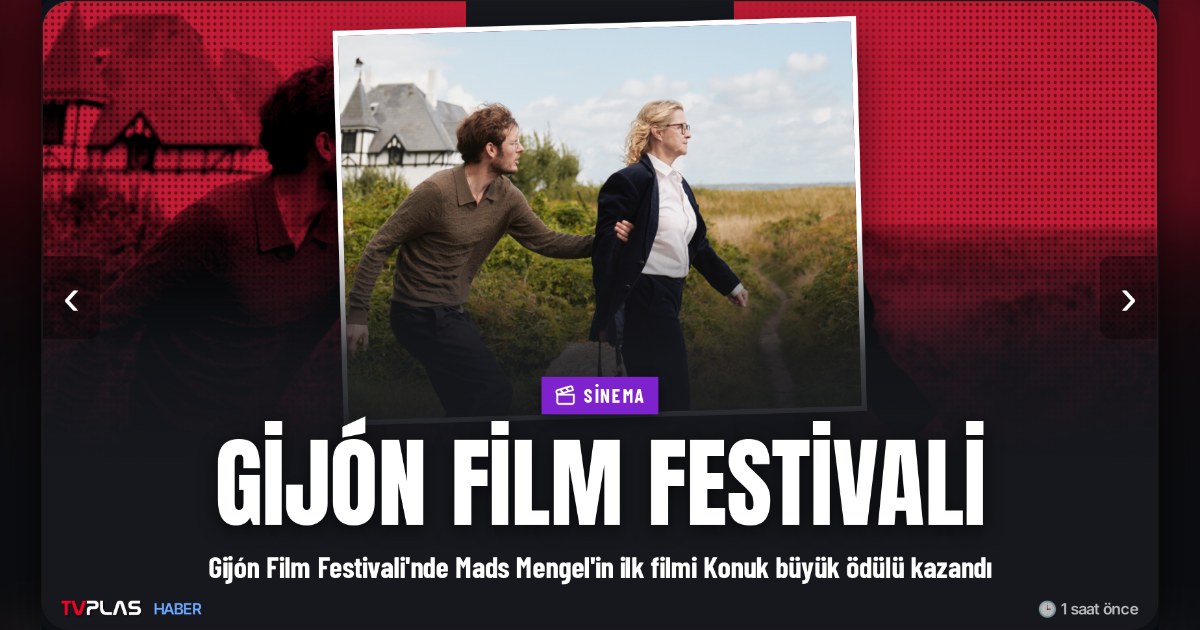 SİNEMA
GİJÓN FİLM FESTİVALİ
Gijón Film Festivali'nde Mads Mengel'in ilk filmi Konuk büyük ödülü kazandı
TVPLAS HABER
1 saat önce